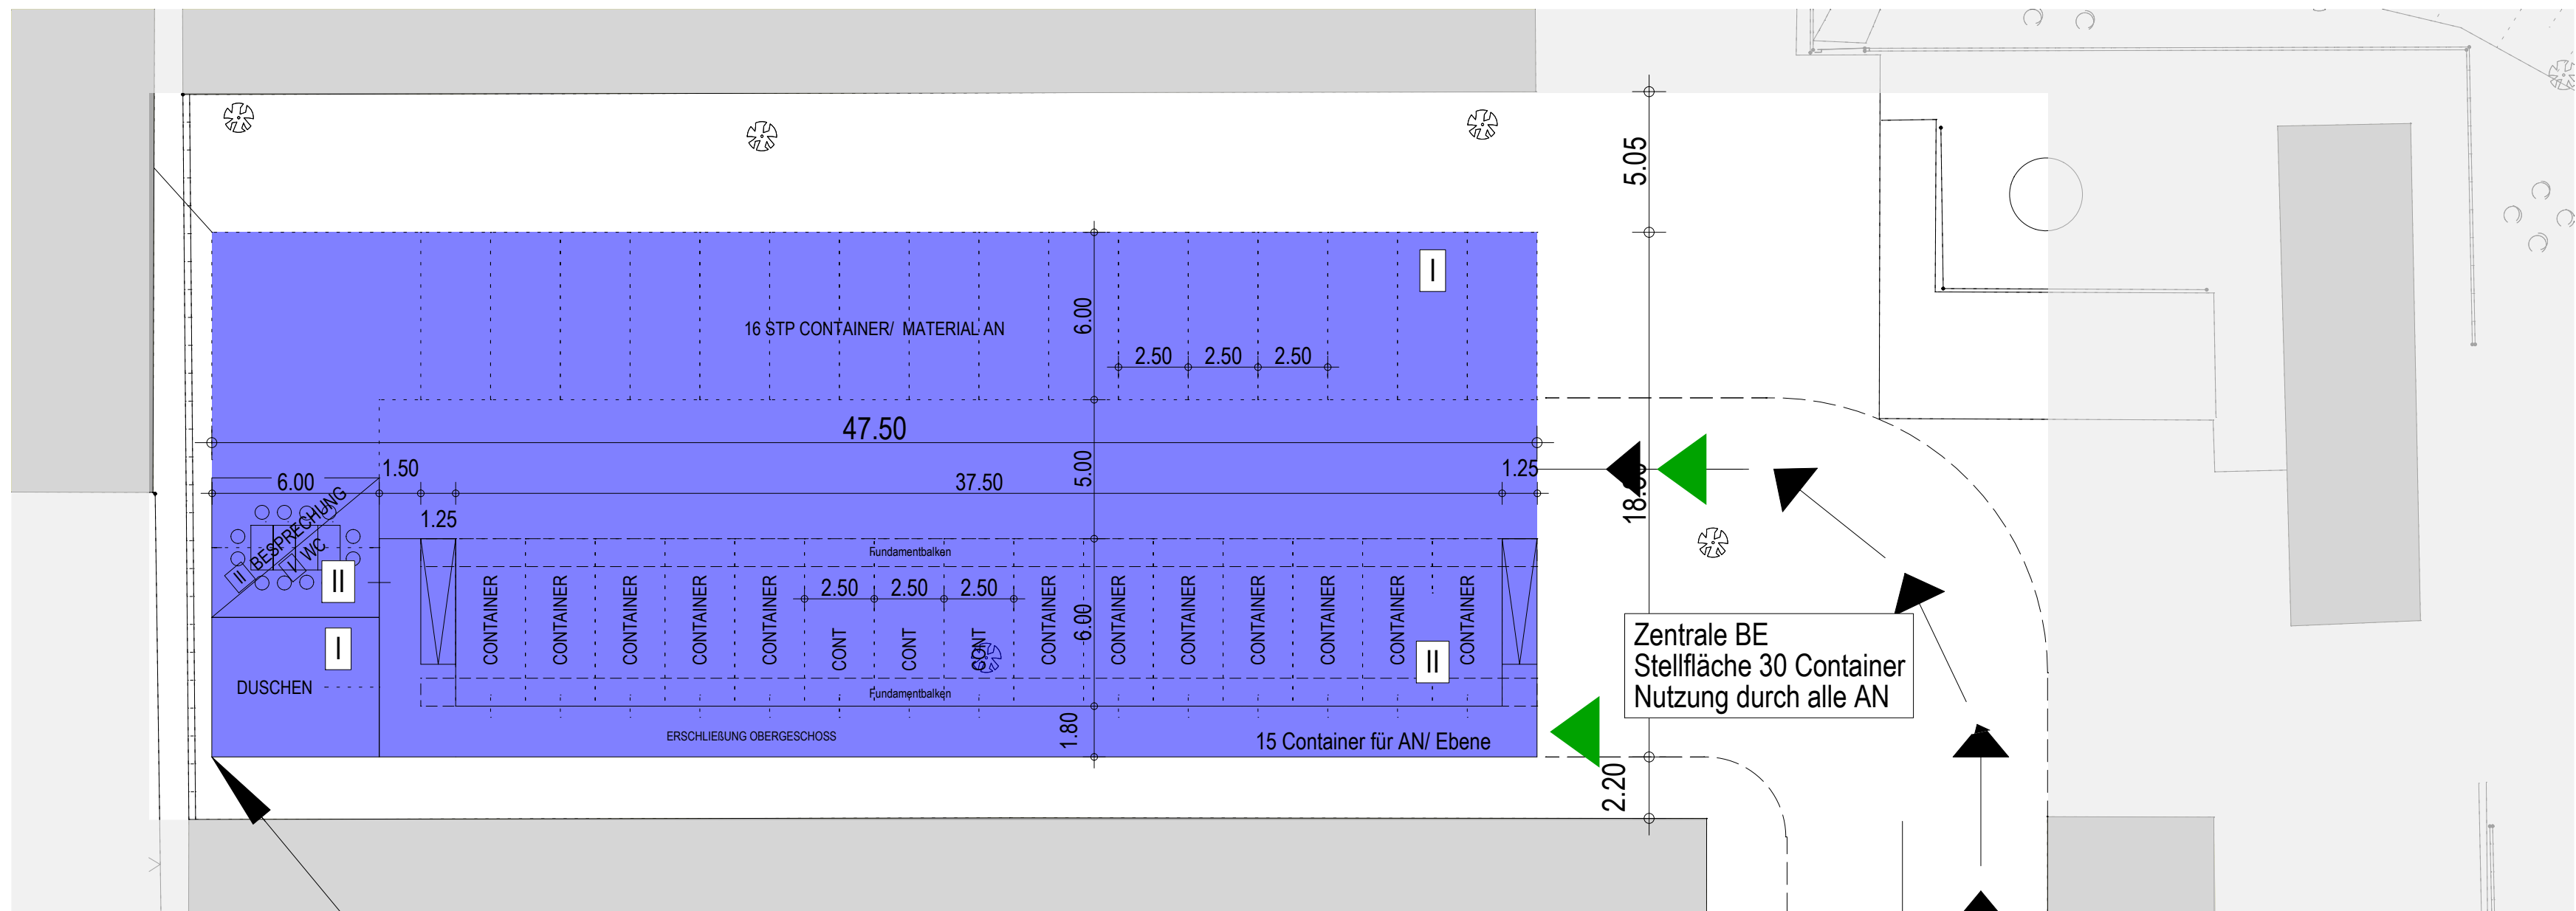 5.05
I
16 STP CONTAINER/ MATERIAL AN
6.00
2.50 2.50 2.50
47.50
5.00
6.00
1.50
37.50
1.25
1.25
II BESPRECHUNG
I WC
II
I
DUSCHEN
Fundamentbalken
2.50 2.50 2.50
CONTAINER
CONTAINER
CONTAINER
CONTAINER
CONTAINER
CONT
CONT
CONT
CONTAINER
CONTAINER
CONTAINER
CONTAINER
CONTAINER
CONTAINER
CONTAINER
6.00
II
Fundamentbalken
1.80
ERSCHLIEßUNG OBERGESCHOSS
15 Container für AN/ Ebene
Zentrale BE
Stellfläche 30 Container
Nutzung durch alle AN
2.20